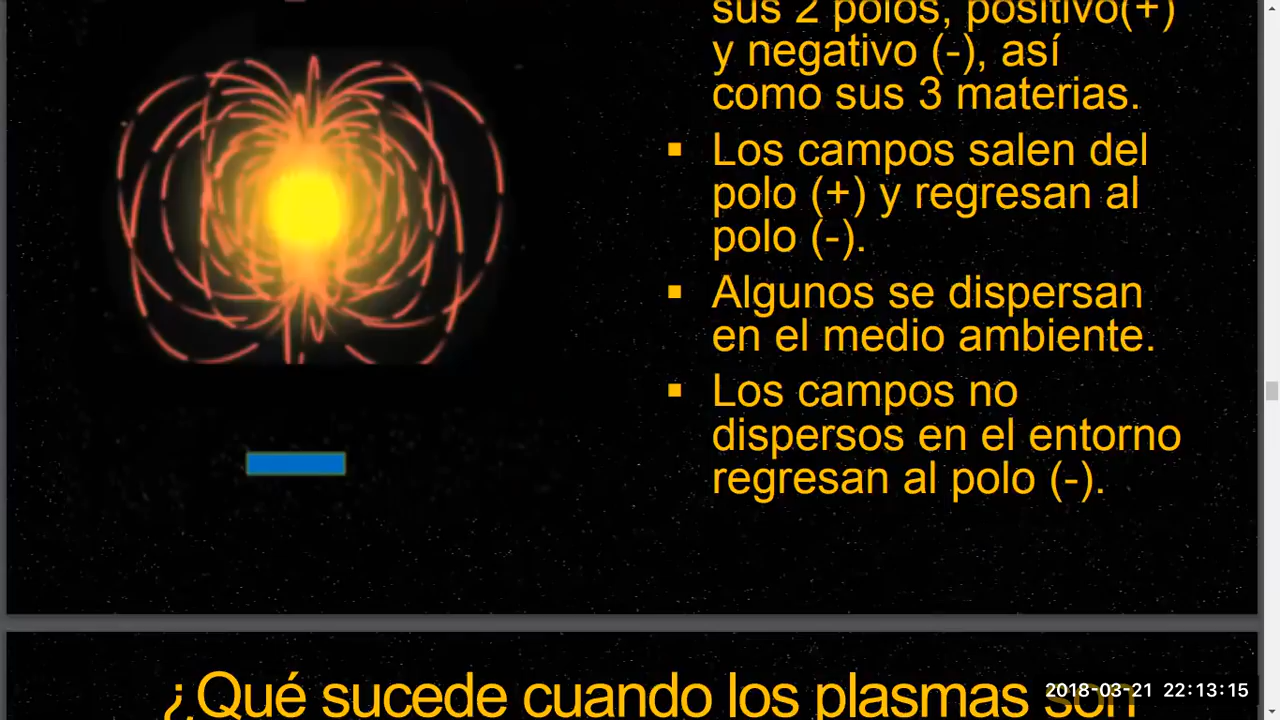 sus 2 polos, positivo(+)
y negativo (-), así
como sus 3 materias.
▪ Los campos salen del
polo (+) y regresan al
polo (-).
▪ Algunos se dispersan
en el medio ambiente.
▪ Los campos no
dispersos en el entorno
regresan al polo (-).
¿Qué sucede cuando los plasmas son
2018-03-21 22:13:15